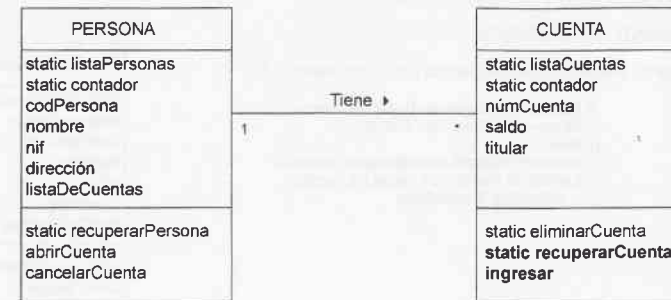 PERSONA
static listaPersonas
static contador
codPersona
nombre
nif
dirección
listaDeCuentas
static recuperarPersona
abrirCuenta
cancelarCuenta
Tiene ▸
1
*
CUENTA
static listaCuentas
static contador
númCuenta
saldo
titular
static eliminarCuenta
static recuperarCuenta
ingresar